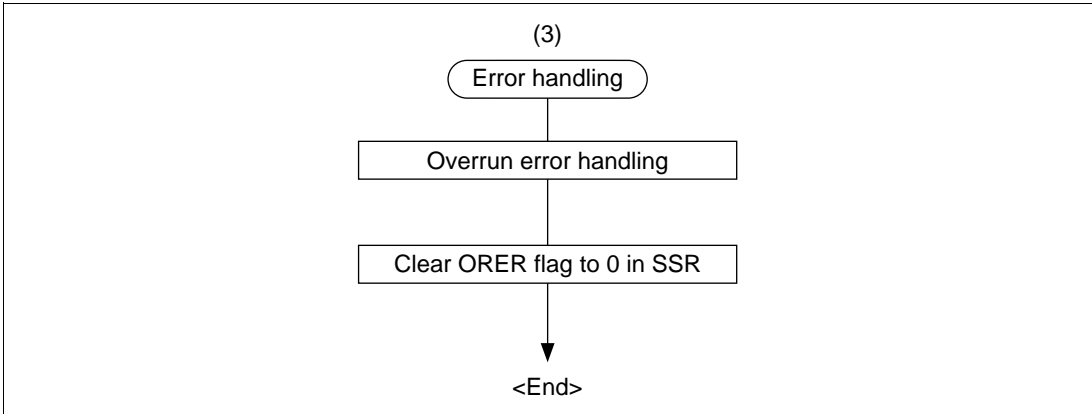 (3)
Error handling
Overrun error handling
Clear ORER flag to 0 in SSR
<End>